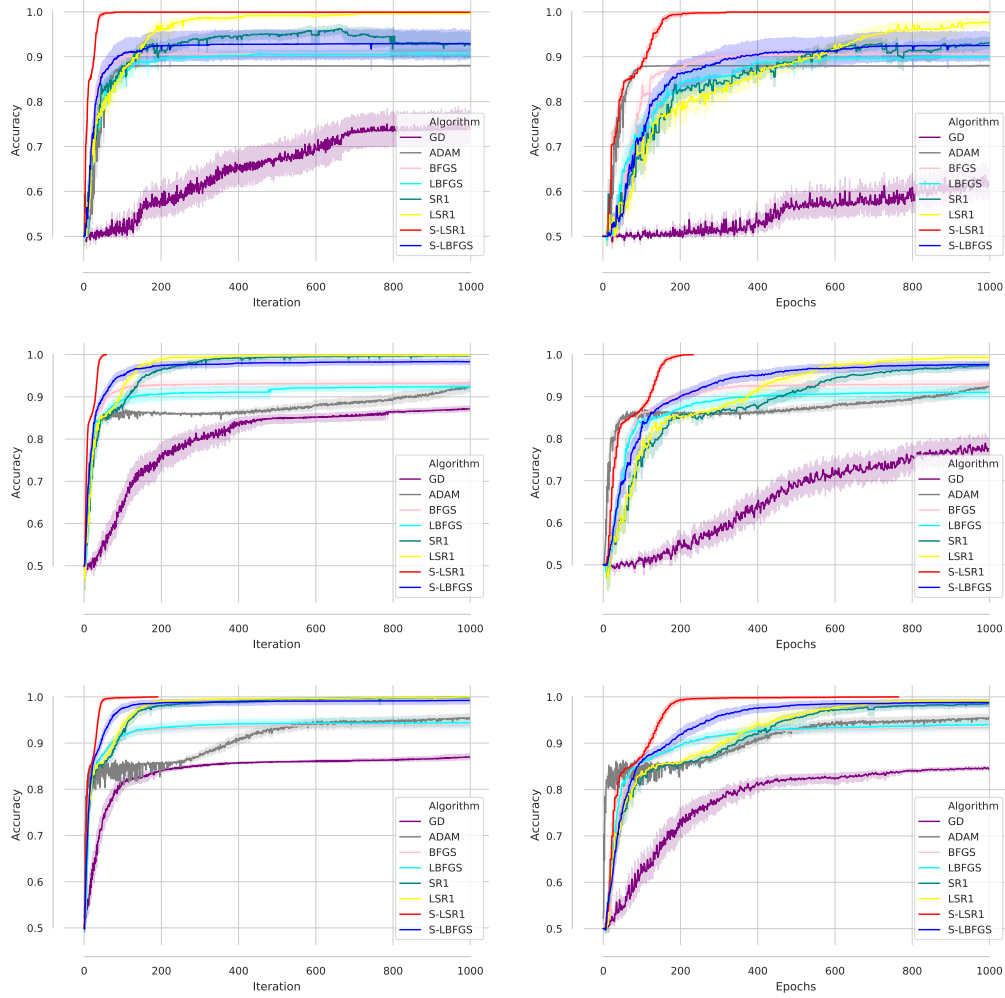 1.0
0.9
0.8
0.7
0.6
0.5
Accuracy
Algorithm
GD
ADAM
BFGS
LBFGS
SR1
LSR1
S-LSR1
S-LBFGS
0 200 400 600 800 1000
Iteration
1.0
0.9
0.8
0.7
0.6
0.5
Accuracy
Algorithm
GD
ADAM
BFGS
LBFGS
SR1
LSR1
S-LSR1
S-LBFGS
0 200 400 600 800 1000
Epochs
1.0
0.9
0.8
0.7
0.6
0.5
Accuracy
Algorithm
GD
ADAM
BFGS
LBFGS
SR1
LSR1
S-LSR1
S-LBFGS
0 200 400 600 800 1000
Iteration
1.0
0.9
0.8
0.7
0.6
0.5
Accuracy
Algorithm
GD
ADAM
BFGS
LBFGS
SR1
LSR1
S-LSR1
S-LBFGS
0 200 400 600 800 1000
Epochs
1.0
0.9
0.8
0.7
0.6
0.5
Accuracy
Algorithm
GD
ADAM
BFGS
LBFGS
SR1
LSR1
S-LSR1
S-LBFGS
0 200 400 600 800 1000
Iteration
1.0
0.9
0.8
0.7
0.6
0.5
Accuracy
Algorithm
GD
ADAM
BFGS
LBFGS
SR1
LSR1
S-LSR1
S-LBFGS
0 200 400 600 800 1000
Epochs